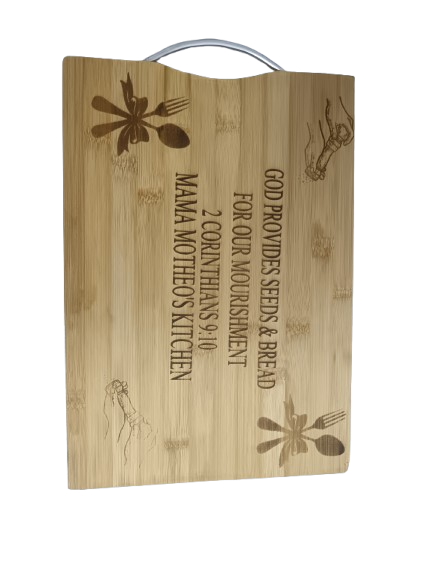 GOD PROVIDES SEEDS & BREAD
FOR OUR MOURISHMENT
2 CORINTHIANS 9:10
MAMA MOTHEO'S KITCHEN